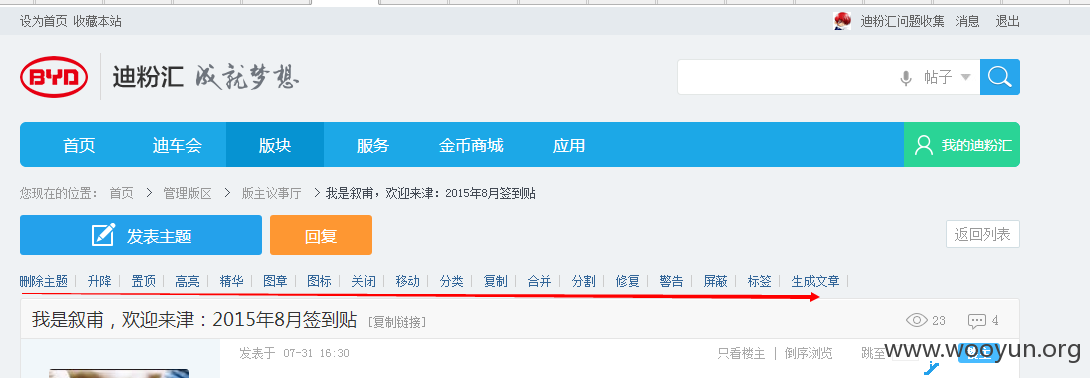 设为首页 收藏本站 迪粉汇问题收集 消息 退出
BYD 迪粉汇 成就梦想 帖子
首页 迪车会 版块 服务 金币商城 应用 我的迪粉汇
您现在的位置： 首页 > 管理版区 > 版主议事厅 > 我是叙甫，欢迎来津：2015年8月签到贴
发表主题 回复 返回列表
删除主题 | 升降 | 置顶 | 高亮 | 精华 | 图章 | 图标 | 关闭 | 移动 | 分类 | 复制 | 合并 | 分割 | 修复 | 警告 | 屏蔽 | 标签 | 生成文章 |
我是叙甫，欢迎来津：2015年8月签到贴 [复制链接] 23 4
发表于 07-31 16:30 只看楼主 | 倒序浏览 跳至
www.wooyun.org